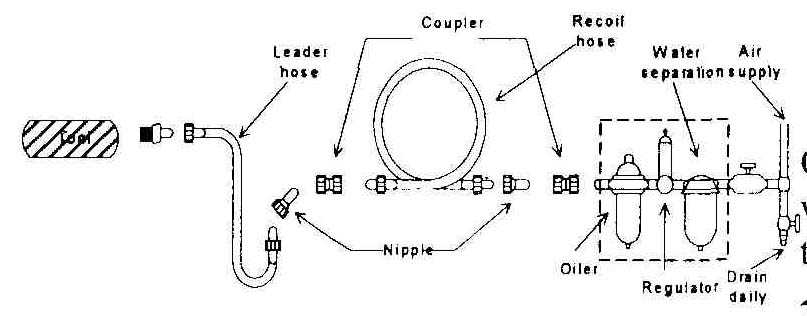 Coupler
Recoil
hose
Leader
hose
Water
separation
Air
supply
Tool
Nipple
Oiler
Regulator
Drain
daily